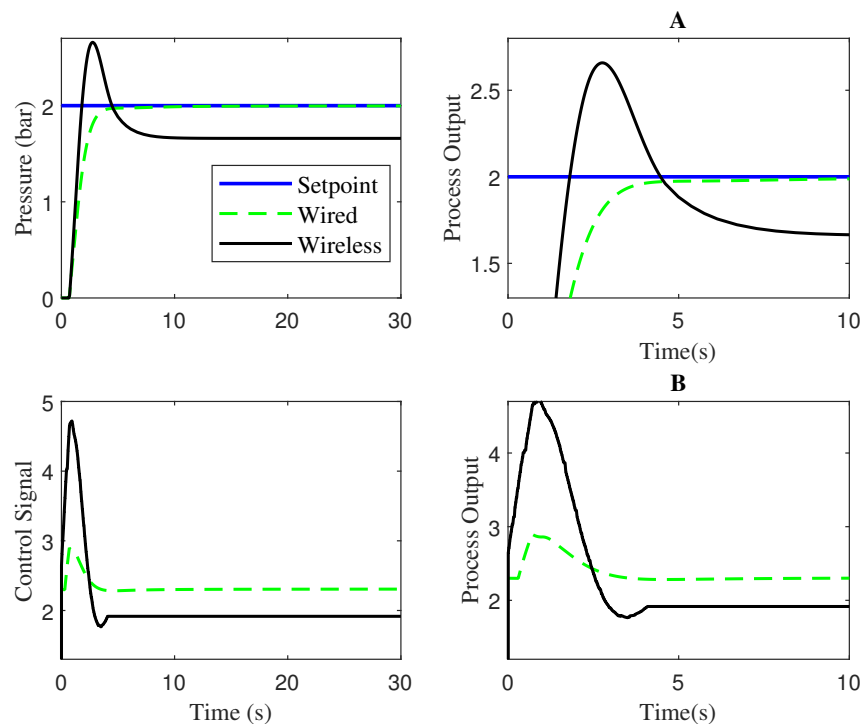 Pressure (bar)
2
1
0
0
10
20
30
Setpoint
Wired
Wireless
A
Process Output
2.5
2
1.5
0
5
10
Time(s)
Control Signal
5
4
3
2
0
10
20
30
Time (s)
B
Process Output
4
3
2
0
5
10
Time(s)